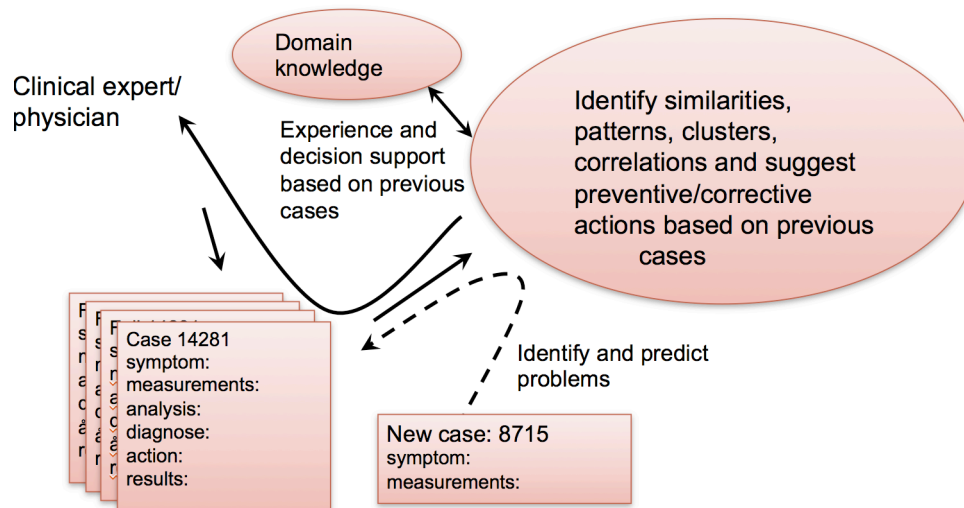 Domain
knowledge
Clinical expert/
physician
Experience and
decision support
based on previous
cases
Identify similarities,
patterns, clusters,
correlations and suggest
preventive/corrective
actions based on previous
cases
Case 14281
symptom:
measurements:
analysis:
diagnose:
action:
results:
Identify and predict
problems
New case: 8715
symptom:
measurements: